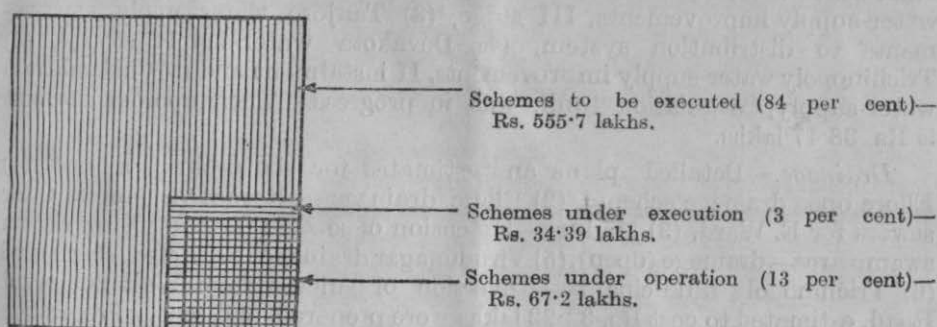 Schemes to be executed (84 per cent)—
Rs. 555·7 lakhs.
Schemes under execution (3 per cent)—
Rs. 34·39 lakhs.
Schemes under operation (13 per cent)—
Rs. 67·2 lakhs.